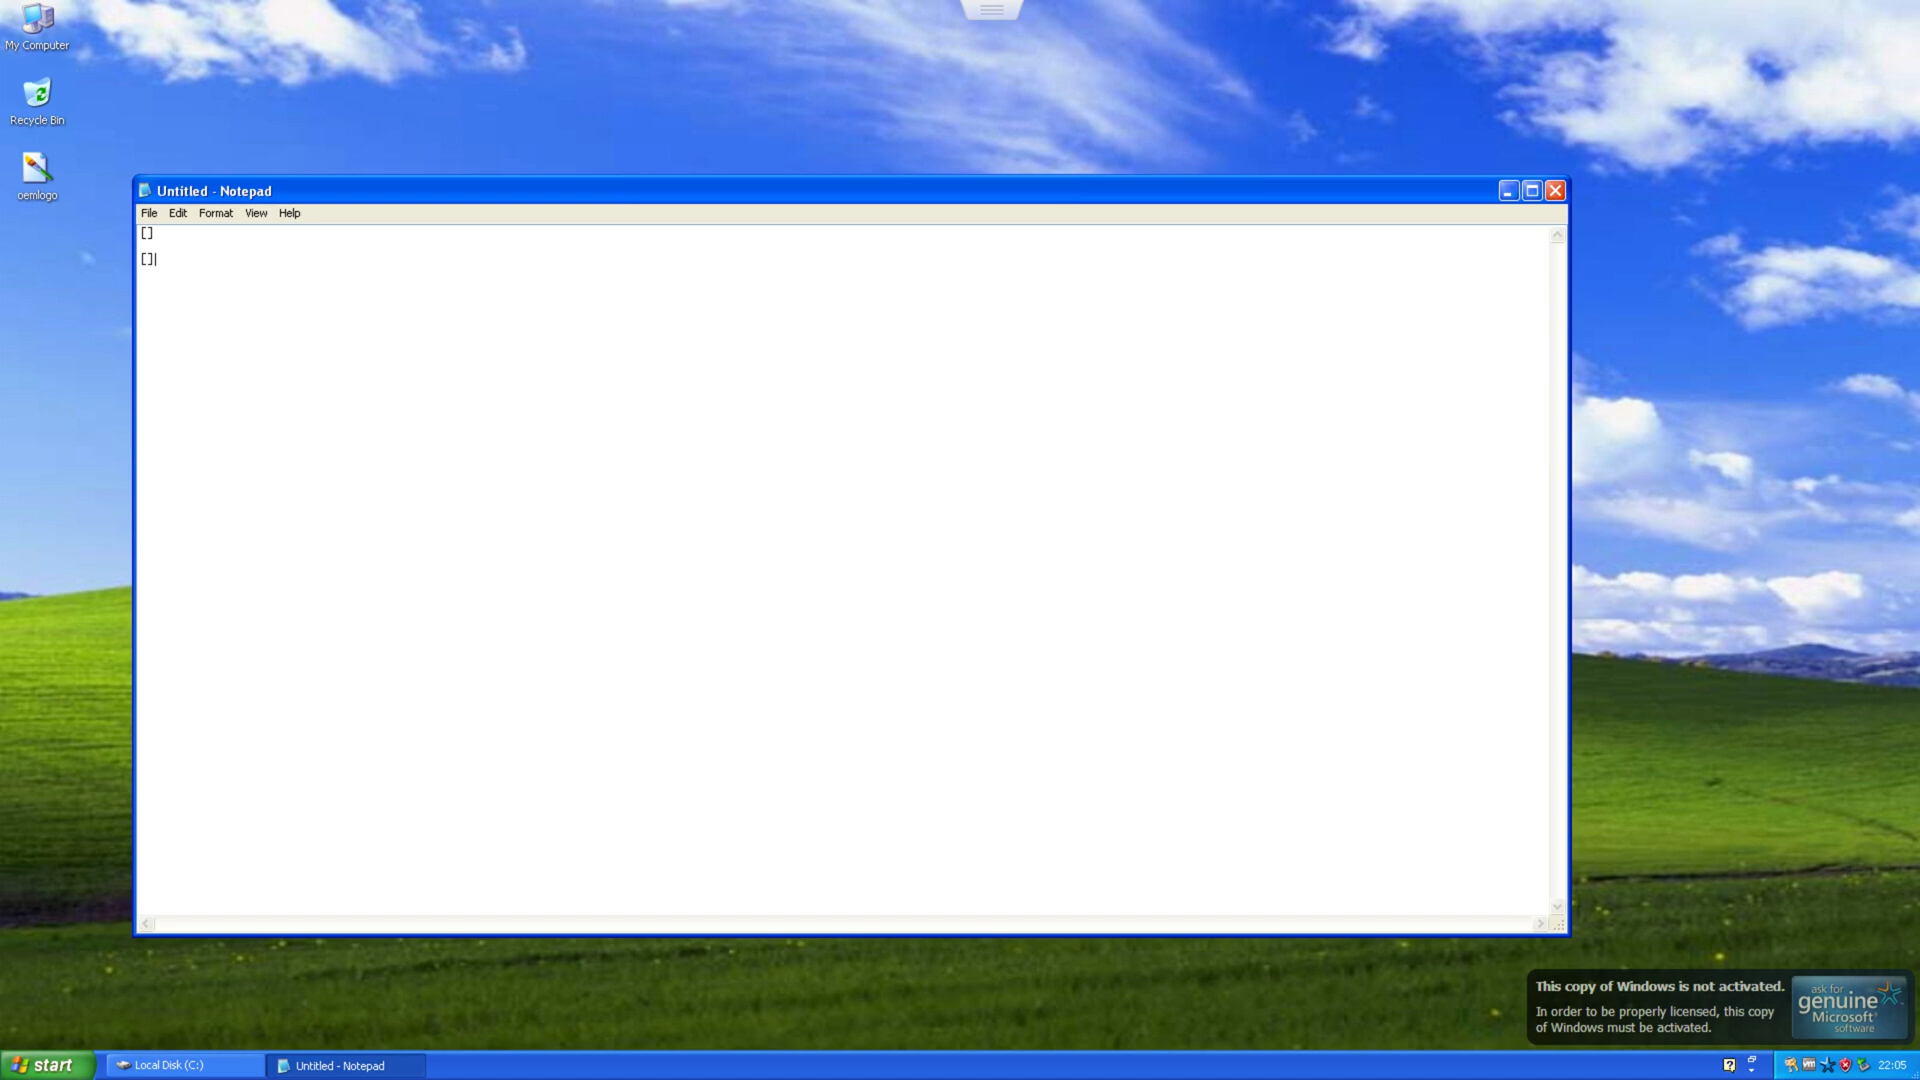 My Computer
Recycle Bin
oemlogo
Untitled - Notepad
File Edit Format View Help
[]
[]
This copy of Windows is not activated.
In order to be properly licensed, this copy
of Windows must be activated.
ask for
genuine
Microsoft
software
start
Local Disk (C:)
Untitled - Notepad
22:05